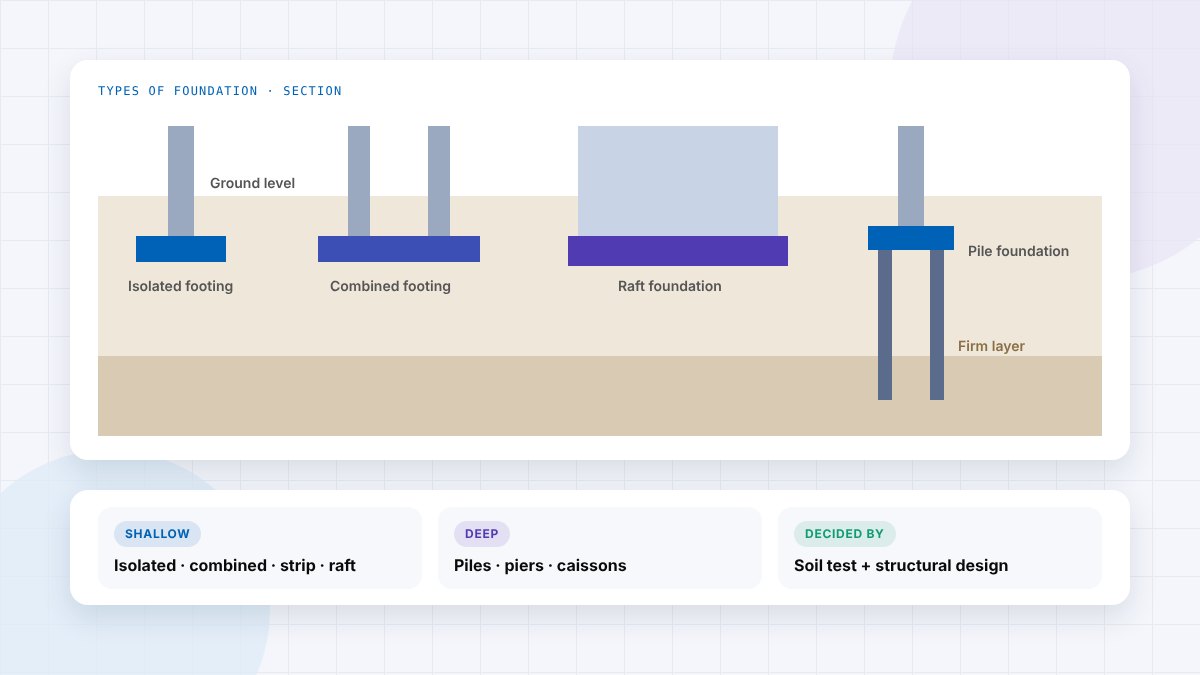 TYPES OF FOUNDATION · SECTION
Ground level
Pile foundation
Isolated footing
Combined footing
Raft foundation
Firm layer
SHALLOW
Isolated · combined · strip · raft
DEEP
Piles · piers · caissons
DECIDED BY
Soil test + structural design